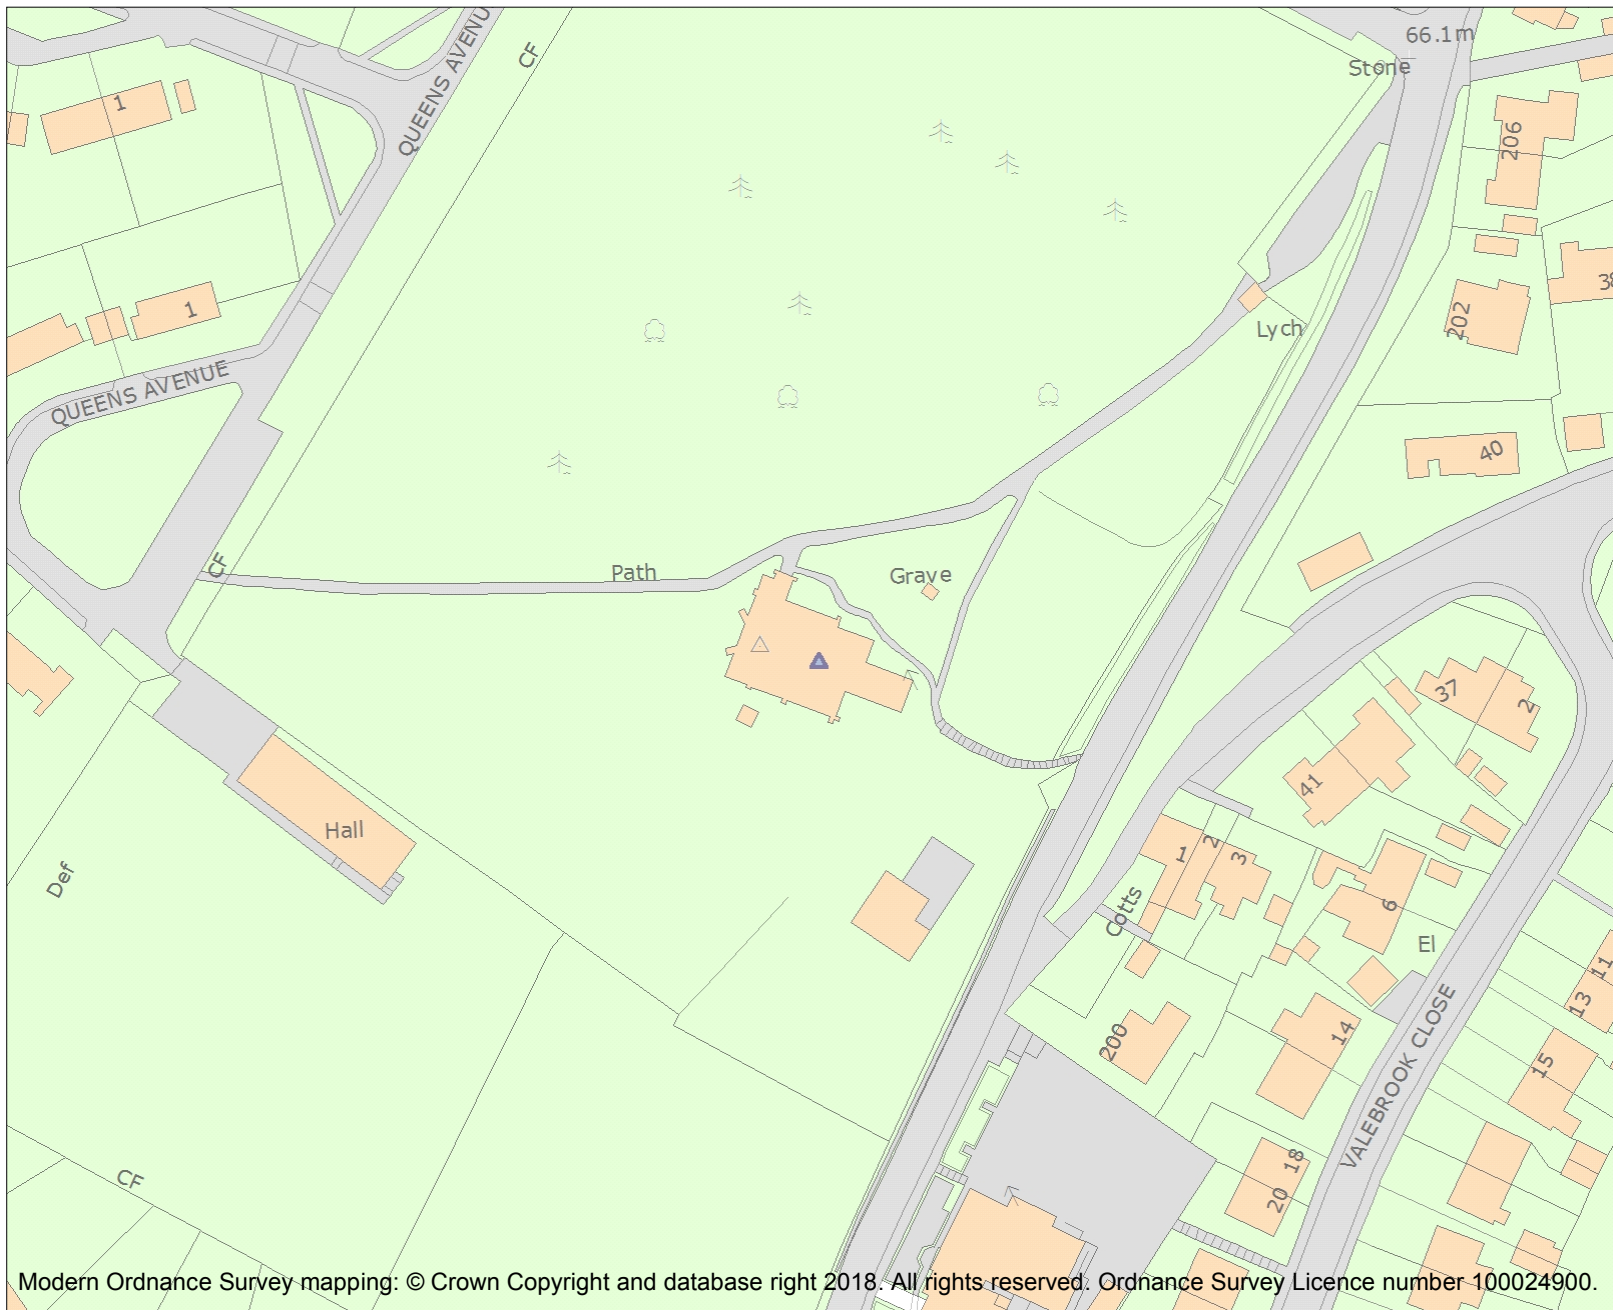 QUEENS AVENU
CF
66.1m
Stone
1
206
1
Lych
202
38
QUEENS AVENUE
40
CF
Path
Grave
37
2
41
Hall
1
2
3
Def
Cotts
6
El
11
13
200
14
15
VALEBROOK CLOSE
CF
18
20
Modern Ordnance Survey mapping: © Crown Copyright and database right 2018. All rights reserved. Ordnance Survey Licence number 100024900.